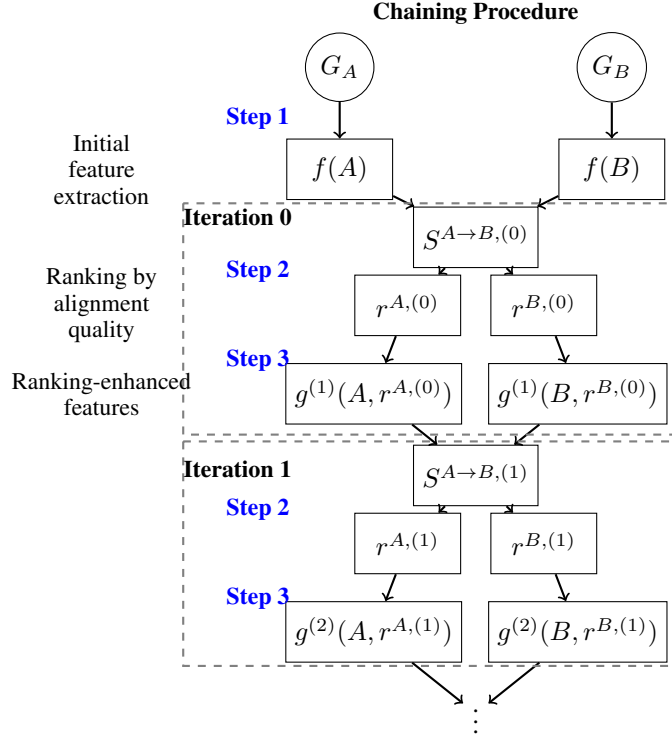 Chaining Procedure
G_A G_B
Step 1
Initial
feature
extraction
f(A) f(B)
Iteration 0
S^{A→B,(0)}
Step 2
Ranking by
alignment
quality
r^{A,(0)} r^{B,(0)}
Step 3
Ranking-enhanced
features
g^{(1)}(A, r^{A,(0)}) g^{(1)}(B, r^{B,(0)})
Iteration 1
S^{A→B,(1)}
Step 2
r^{A,(1)} r^{B,(1)}
Step 3
g^{(2)}(A, r^{A,(1)}) g^{(2)}(B, r^{B,(1)})
⋮